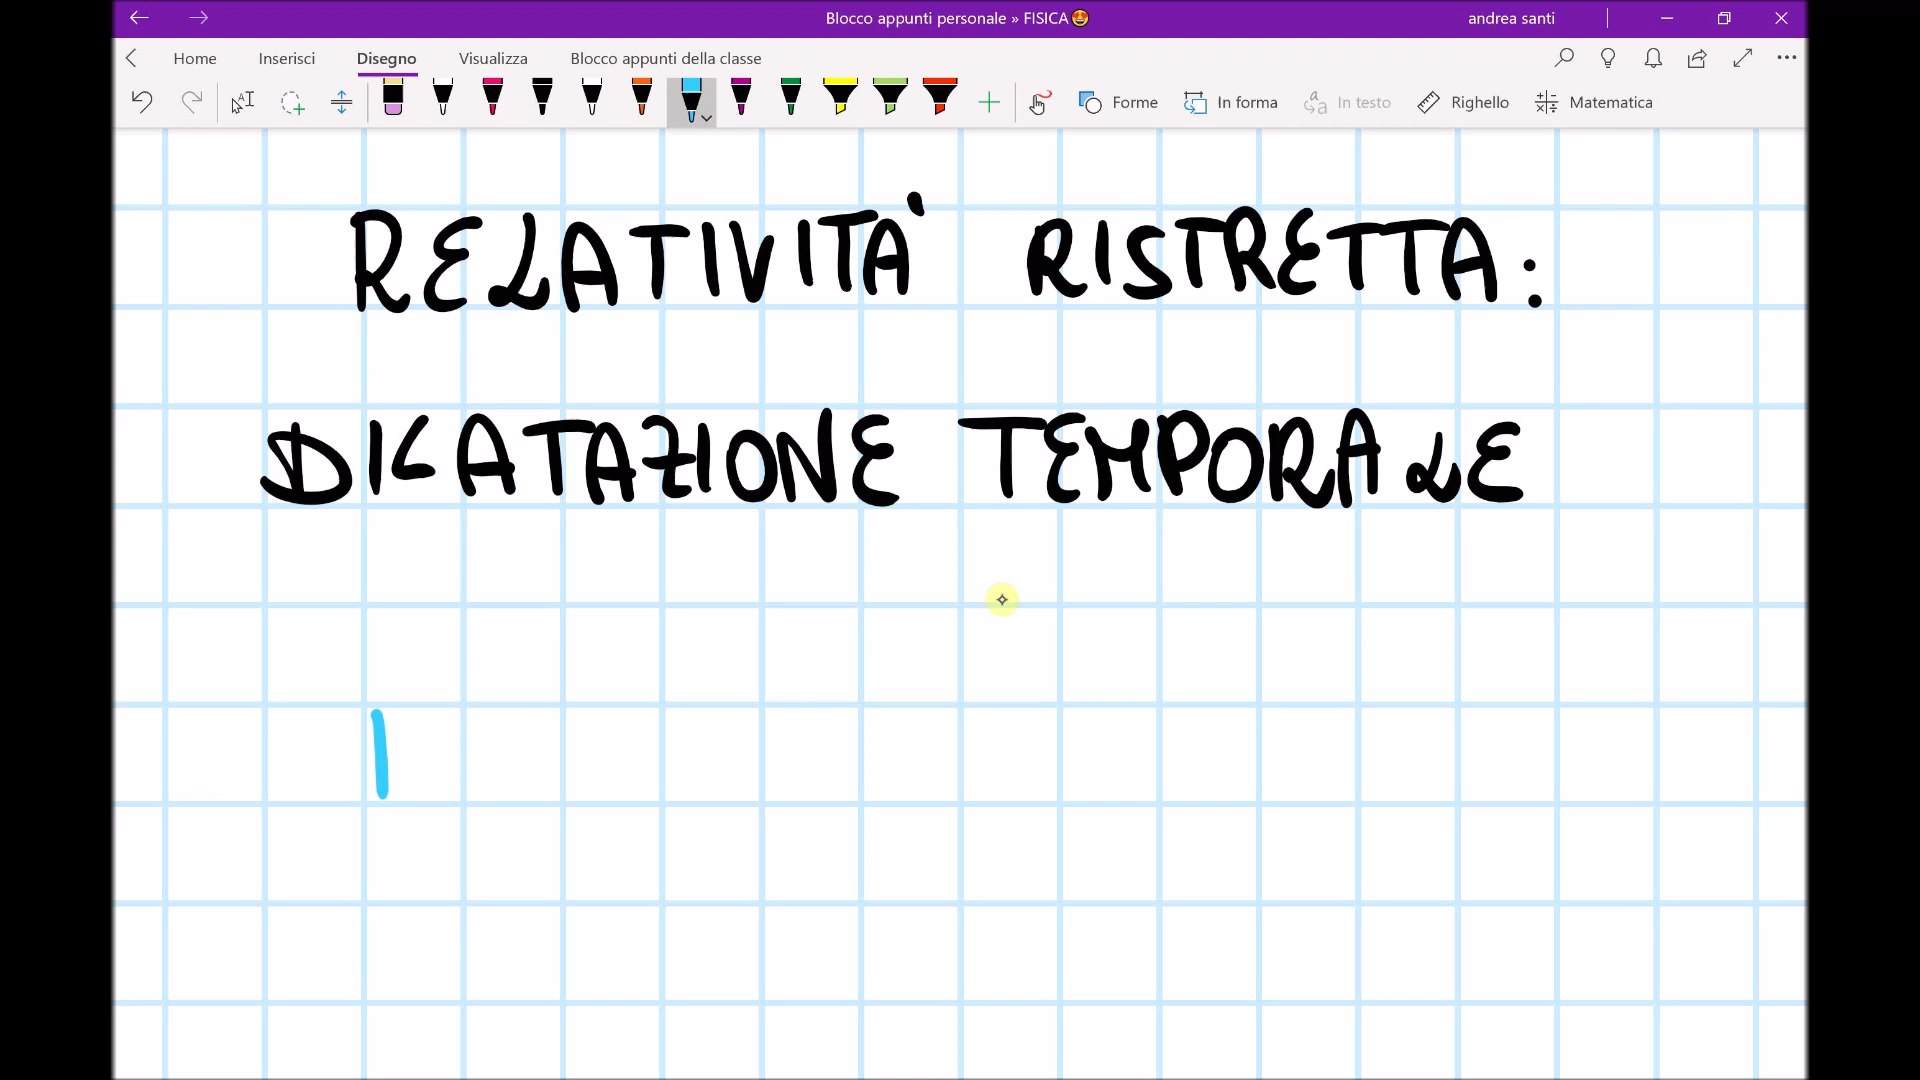 Blocco appunti personale » FISICA😍
andrea santi
Home Inserisci Disegno Visualizza Blocco appunti della classe
Forme In forma In testo Righello Matematica
RELATIVITÀ RISTRETTA:
DILATAZIONE TEMPORALE